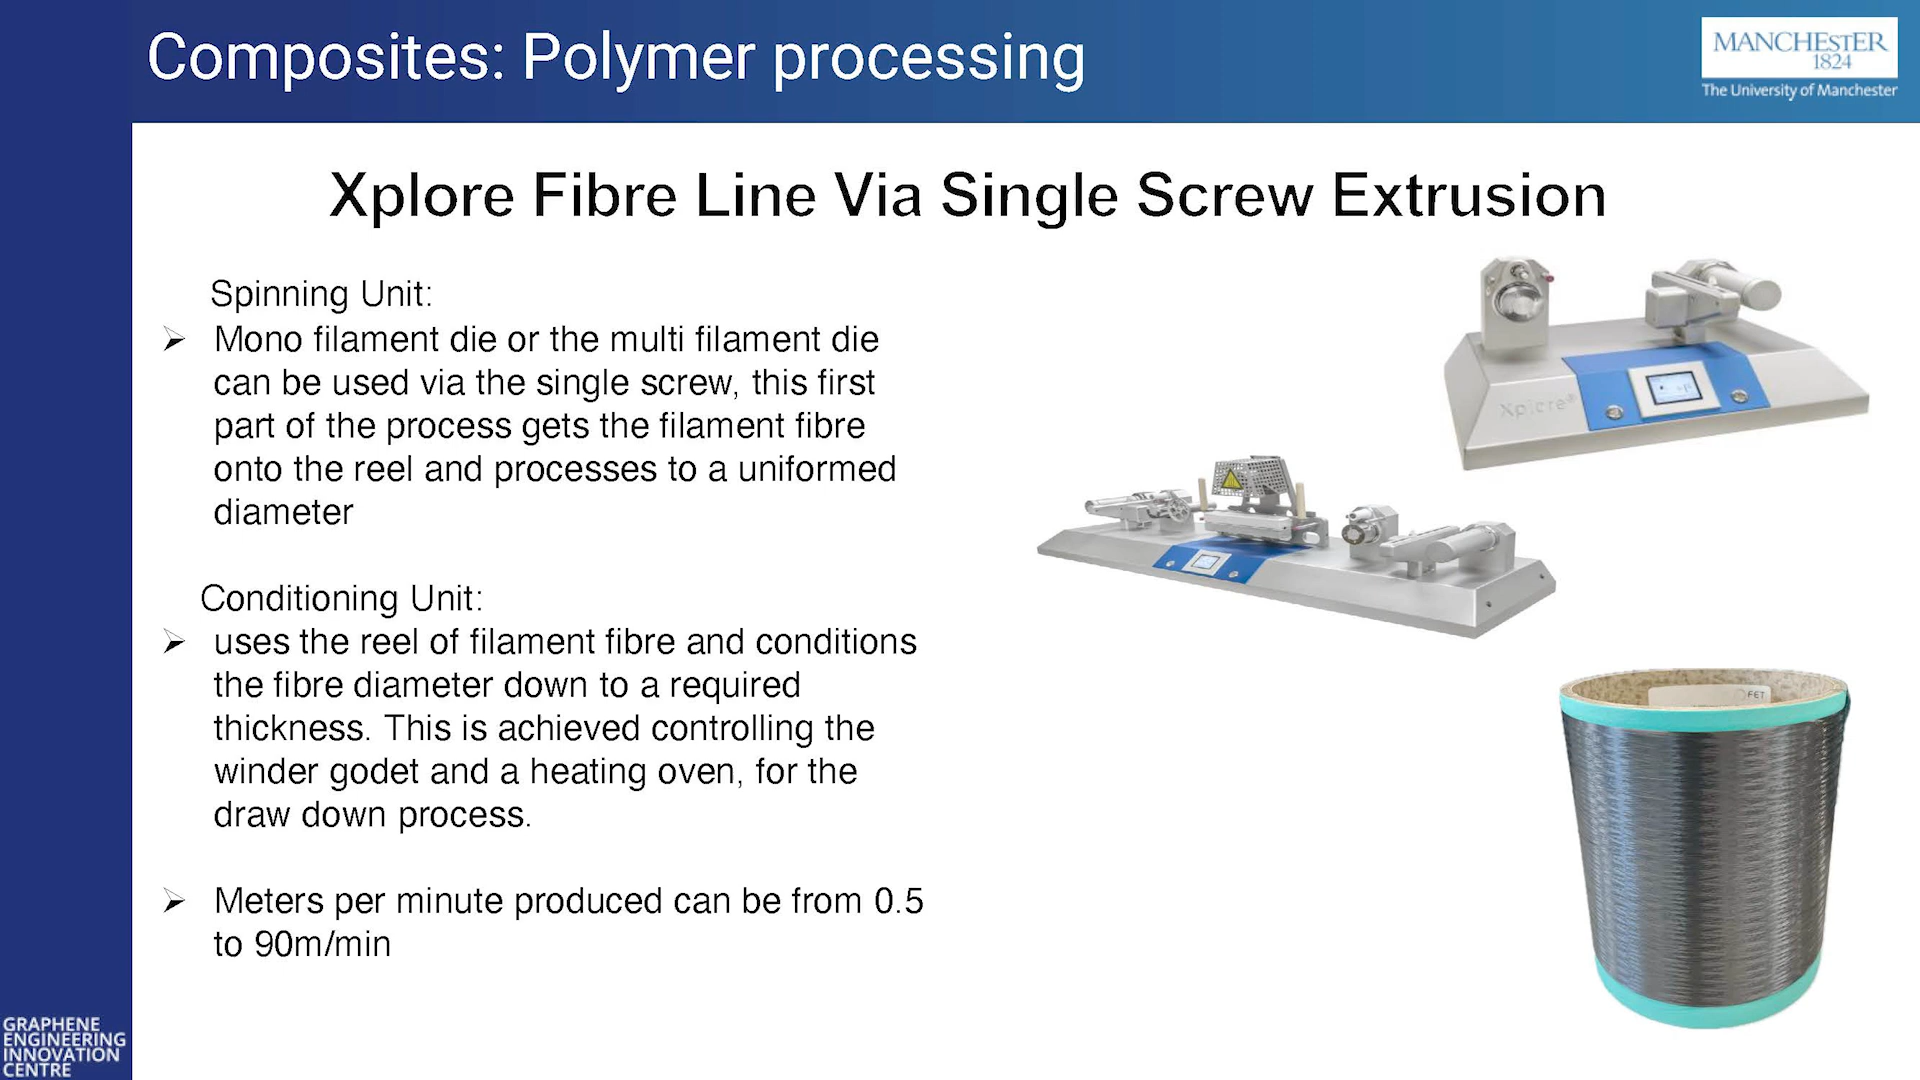 Composites: Polymer processing
MANCHESTER
1824
The University of Manchester
Xplore Fibre Line Via Single Screw Extrusion
Spinning Unit:
➢ Mono filament die or the multi filament die
can be used via the single screw, this first
part of the process gets the filament fibre
onto the reel and processes to a uniformed
diameter
Conditioning Unit:
➢ uses the reel of filament fibre and conditions
the fibre diameter down to a required
thickness. This is achieved controlling the
winder godet and a heating oven, for the
draw down process.
➢ Meters per minute produced can be from 0.5
to 90m/min
Xplore®
FET
GRAPHENE
ENGINEERING
INNOVATION
CENTRE